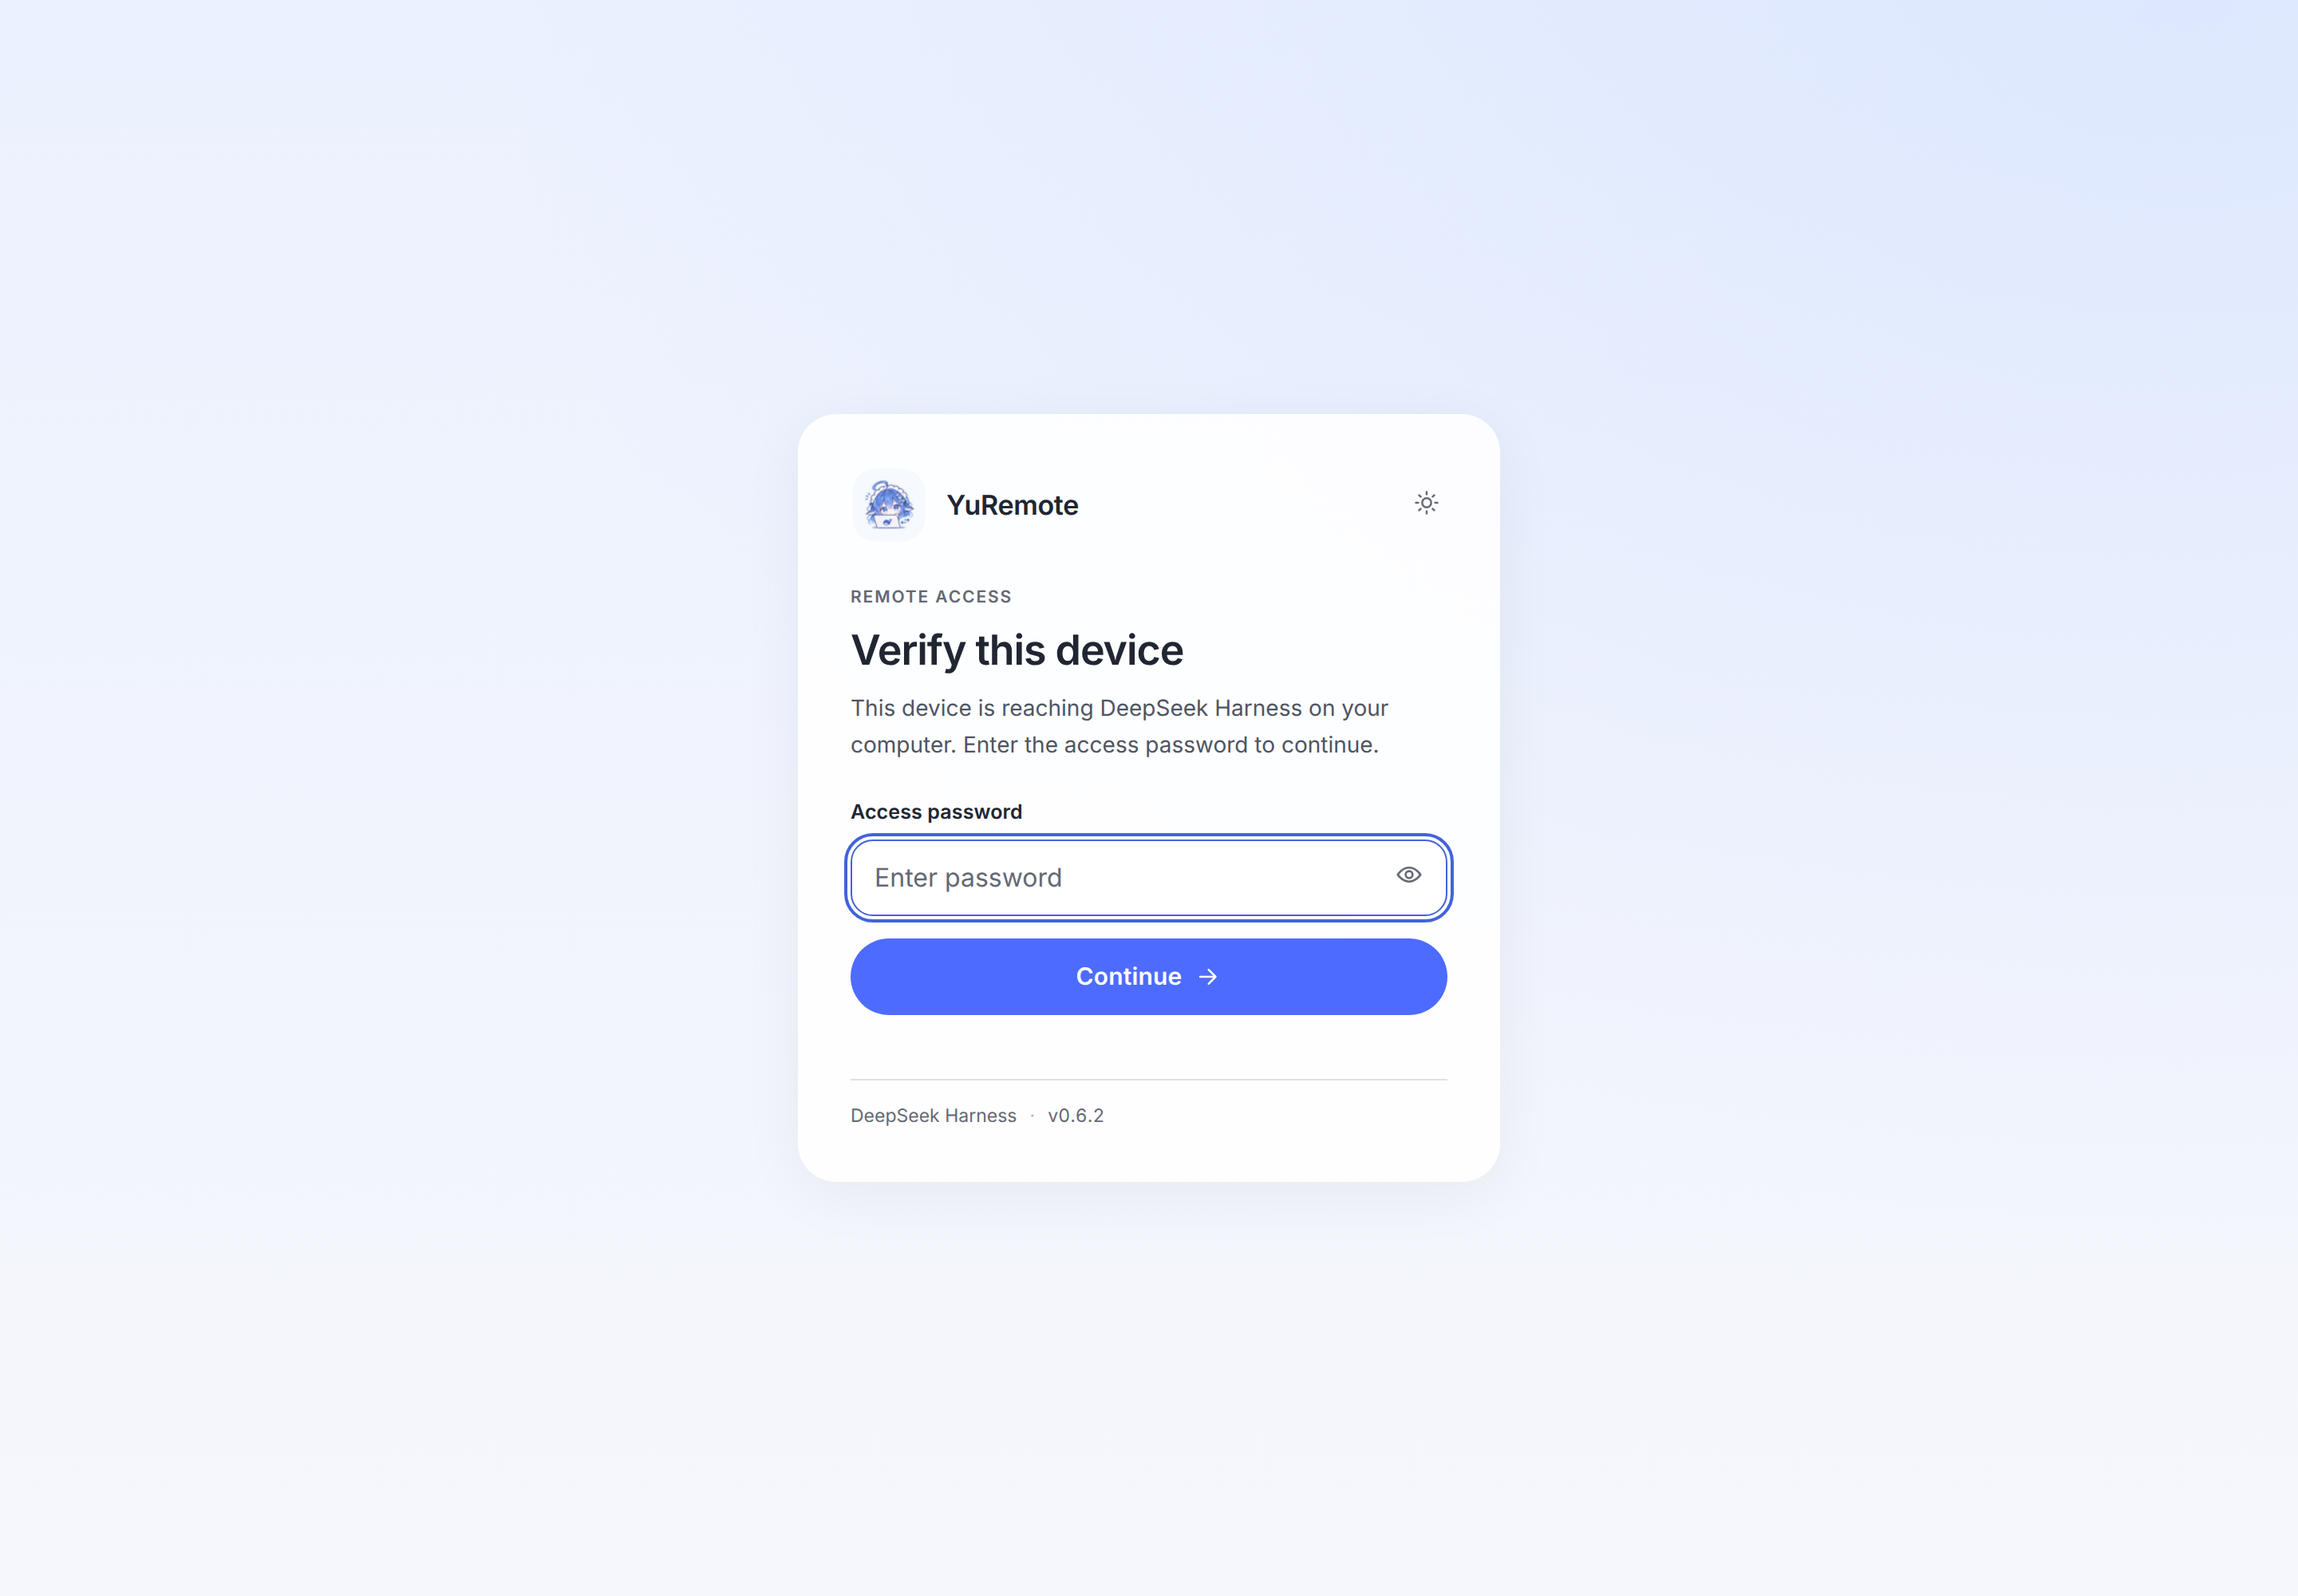 YuRemote
REMOTE ACCESS
Verify this device
This device is reaching DeepSeek Harness on your
computer. Enter the access password to continue.
Access password
Enter password
Continue →
DeepSeek Harness · v0.6.2